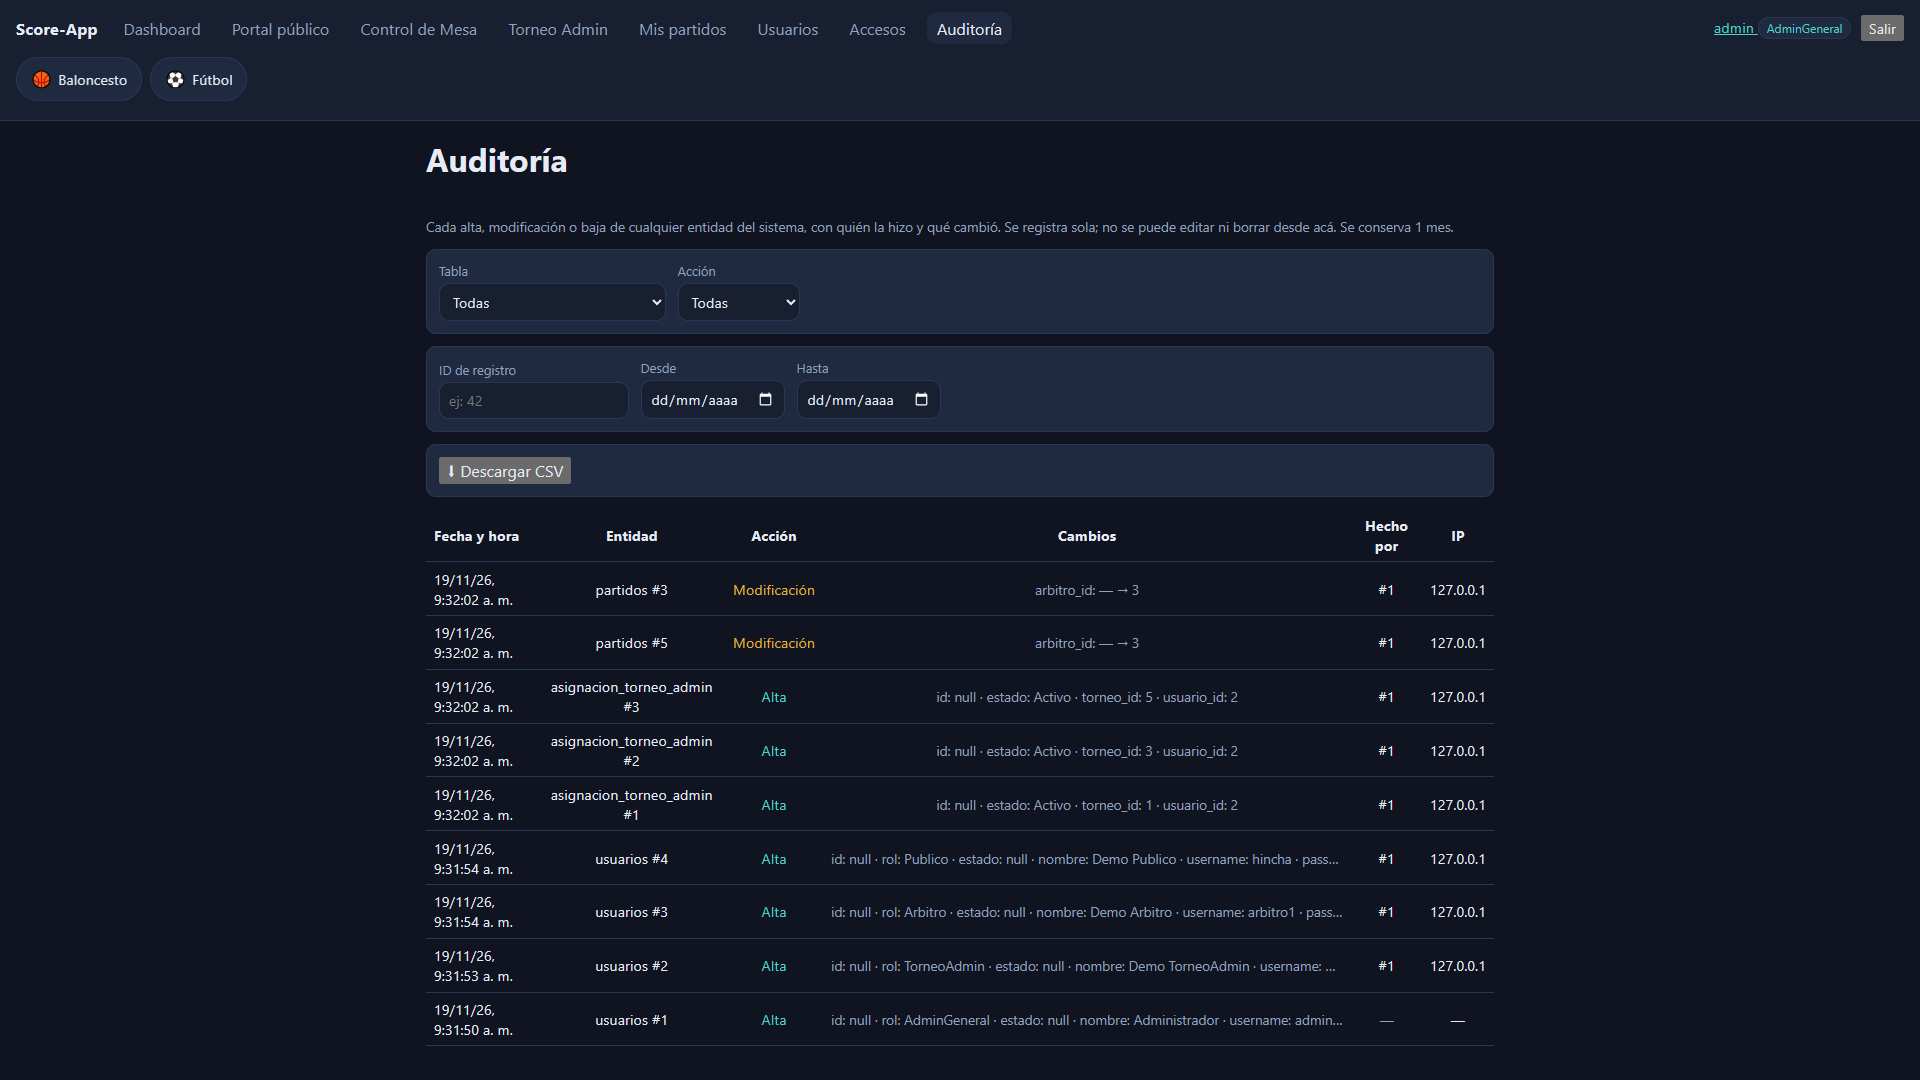 Score-App Dashboard Portal público Control de Mesa Torneo Admin Mis partidos Usuarios Accesos Auditoría admin AdminGeneral Salir
Baloncesto Fútbol
Auditoría
Cada alta, modificación o baja de cualquier entidad del sistema, con quién la hizo y qué cambió. Se registra sola; no se puede editar ni borrar desde acá. Se conserva 1 mes.
Tabla Acción
Todas Todas
ID de registro Desde Hasta
ej: 42 dd/mm/aaaa dd/mm/aaaa
⬇ Descargar CSV
Fecha y hora Entidad Acción Cambios Hecho por IP
19/11/26, 9:32:02 a. m. partidos #3 Modificación arbitro_id: — → 3 #1 127.0.0.1
19/11/26, 9:32:02 a. m. partidos #5 Modificación arbitro_id: — → 3 #1 127.0.0.1
19/11/26, 9:32:02 a. m. asignacion_torneo_admin #3 Alta id: null · estado: Activo · torneo_id: 5 · usuario_id: 2 #1 127.0.0.1
19/11/26, 9:32:02 a. m. asignacion_torneo_admin #2 Alta id: null · estado: Activo · torneo_id: 3 · usuario_id: 2 #1 127.0.0.1
19/11/26, 9:32:02 a. m. asignacion_torneo_admin #1 Alta id: null · estado: Activo · torneo_id: 1 · usuario_id: 2 #1 127.0.0.1
19/11/26, 9:31:54 a. m. usuarios #4 Alta id: null · rol: Publico · estado: null · nombre: Demo Publico · username: hincha · pass... #1 127.0.0.1
19/11/26, 9:31:54 a. m. usuarios #3 Alta id: null · rol: Arbitro · estado: null · nombre: Demo Arbitro · username: arbitro1 · pass... #1 127.0.0.1
19/11/26, 9:31:53 a. m. usuarios #2 Alta id: null · rol: TorneoAdmin · estado: null · nombre: Demo TorneoAdmin · username: ... #1 127.0.0.1
19/11/26, 9:31:50 a. m. usuarios #1 Alta id: null · rol: AdminGeneral · estado: null · nombre: Administrador · username: admin... — —